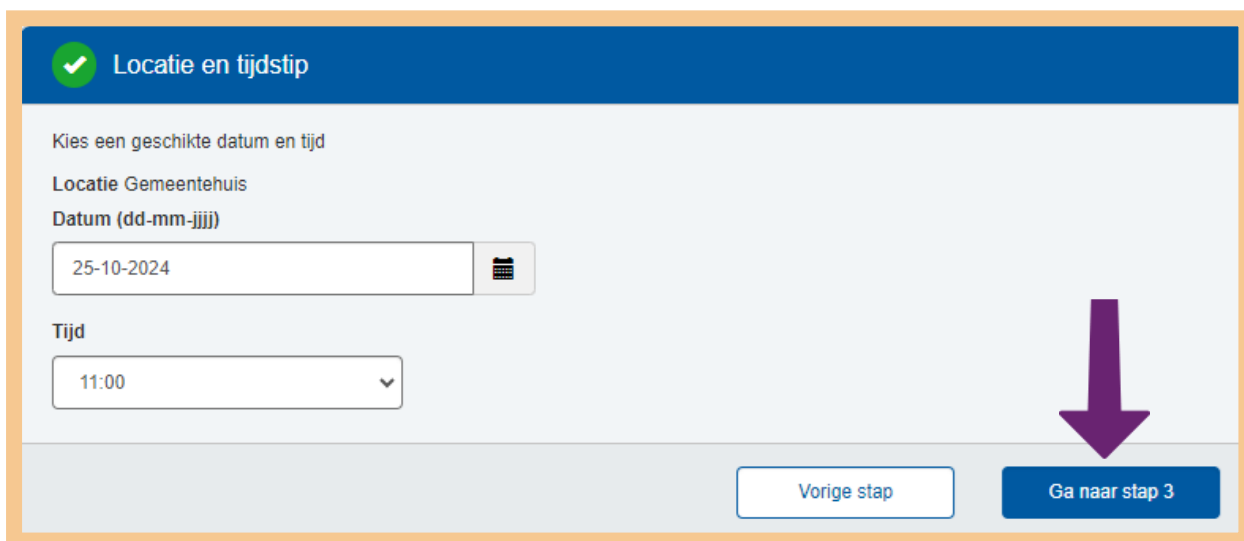 Locatie en tijdstip
Kies een geschikte datum en tijd
Locatie Gemeentehuis
Datum (dd-mm-jjjj)
25-10-2024
Tijd
11:00
Vorige stap
Ga naar stap 3